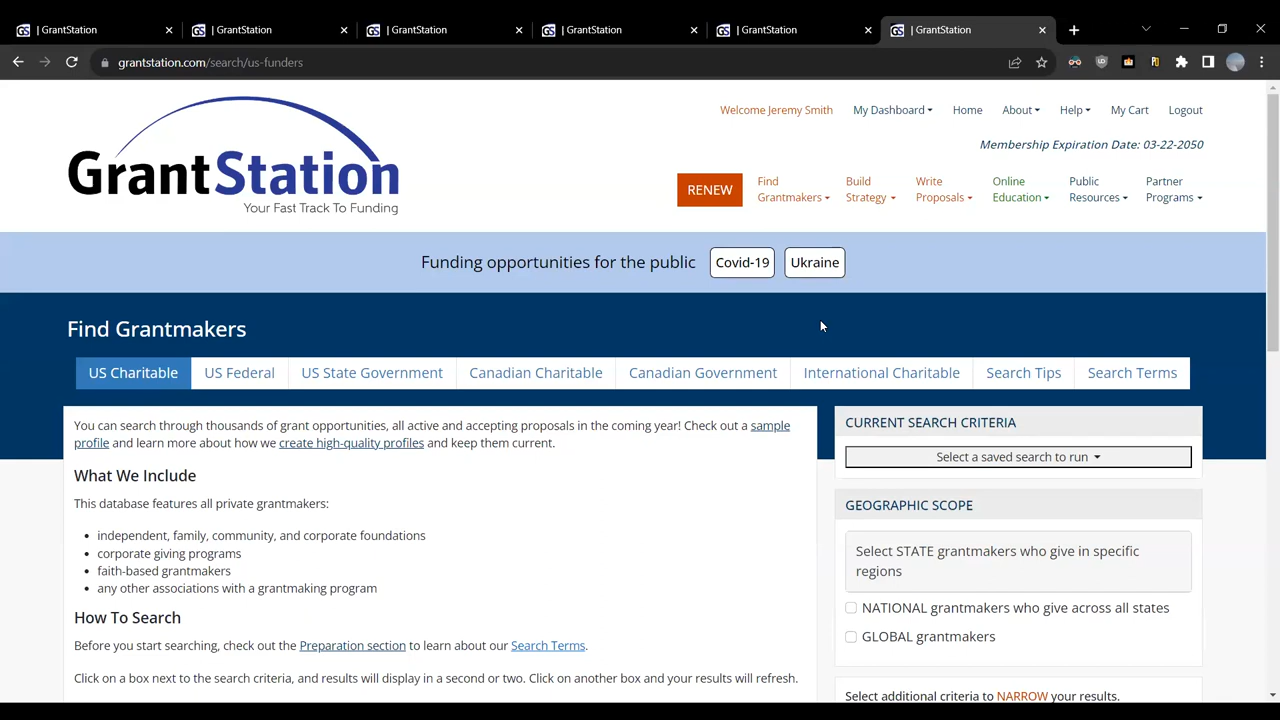 GS | GrantStation
GS | GrantStation
GS | GrantStation
GS | GrantStation
GS | GrantStation
GS | GrantStation
grantstation.com/search/us-funders
GrantStation
Your Fast Track To Funding
Welcome Jeremy Smith
My Dashboard
Home
About
Help
My Cart
Logout
Membership Expiration Date: 03-22-2050
RENEW
Find
Grantmakers
Build
Strategy
Write
Proposals
Online
Education
Public
Resources
Partner
Programs
Funding opportunities for the public
Covid-19
Ukraine
Find Grantmakers
US Charitable
US Federal
US State Government
Canadian Charitable
Canadian Government
International Charitable
Search Tips
Search Terms
You can search through thousands of grant opportunities, all active and accepting proposals in the coming year! Check out a sample
profile and learn more about how we create high-quality profiles and keep them current.
What We Include
This database features all private grantmakers:
• independent, family, community, and corporate foundations
• corporate giving programs
• faith-based grantmakers
• any other associations with a grantmaking program
How To Search
Before you start searching, check out the Preparation section to learn about our Search Terms.
Click on a box next to the search criteria, and results will display in a second or two. Click on another box and your results will refresh.
CURRENT SEARCH CRITERIA
Select a saved search to run
GEOGRAPHIC SCOPE
Select STATE grantmakers who give in specific
regions
NATIONAL grantmakers who give across all states
GLOBAL grantmakers
Select additional criteria to NARROW your results.